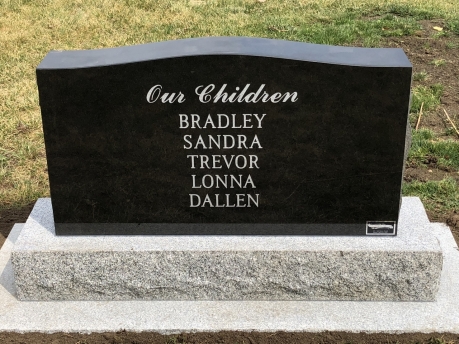 Our Children
BRADLEY
SANDRA
TREVOR
LONNA
DALLEN